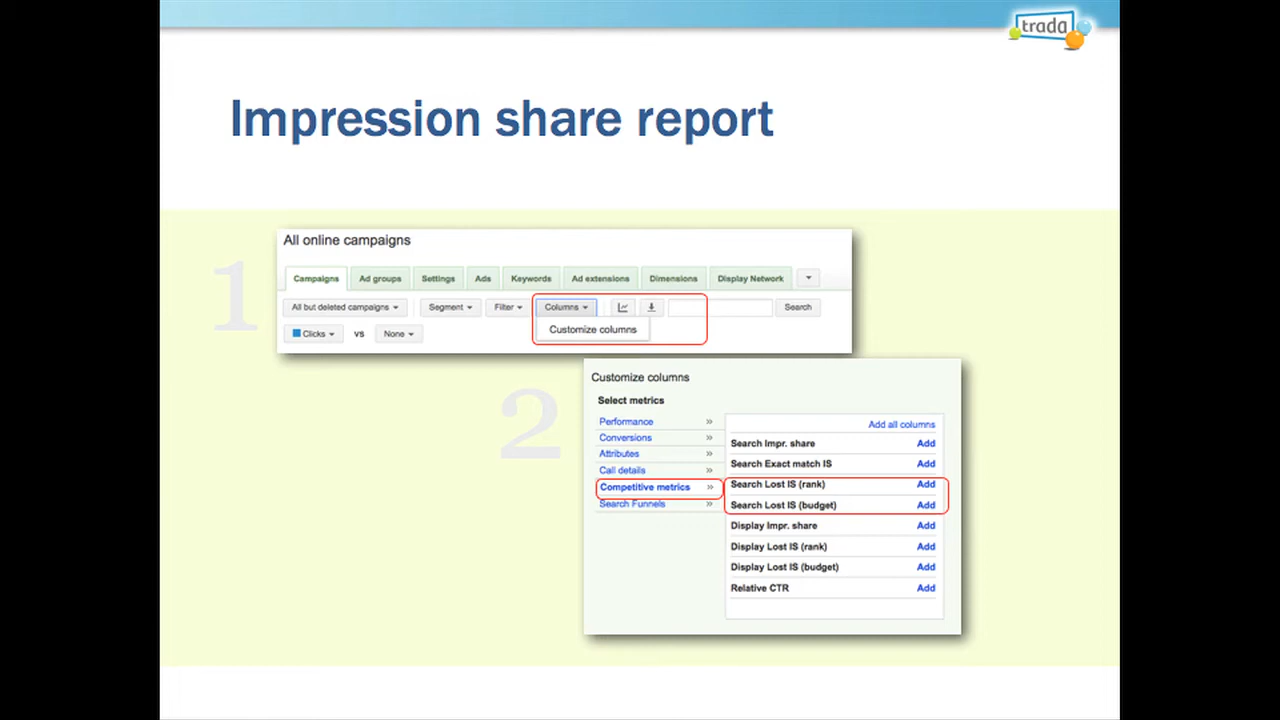 trada
Impression share report
1
All online campaigns
Campaigns Ad groups Settings Ads Keywords Ad extensions Dimensions Display Network
All but deleted campaigns Segment Filter Columns Search
Customize columns
Clicks vs None
2
Customize columns
Select metrics
Performance »
Conversions »
Attributes »
Call details »
Competitive metrics »
Search Funnels »
Add all columns
Search Impr. share Add
Search Exact match IS Add
Search Lost IS (rank) Add
Search Lost IS (budget) Add
Display Impr. share Add
Display Lost IS (rank) Add
Display Lost IS (budget) Add
Relative CTR Add